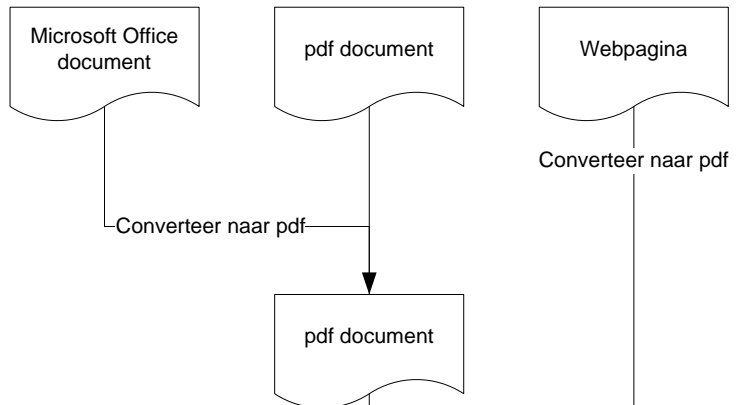 Microsoft Office
document
pdf document
Webpagina
Converteer naar pdf
Converteer naar pdf
pdf document